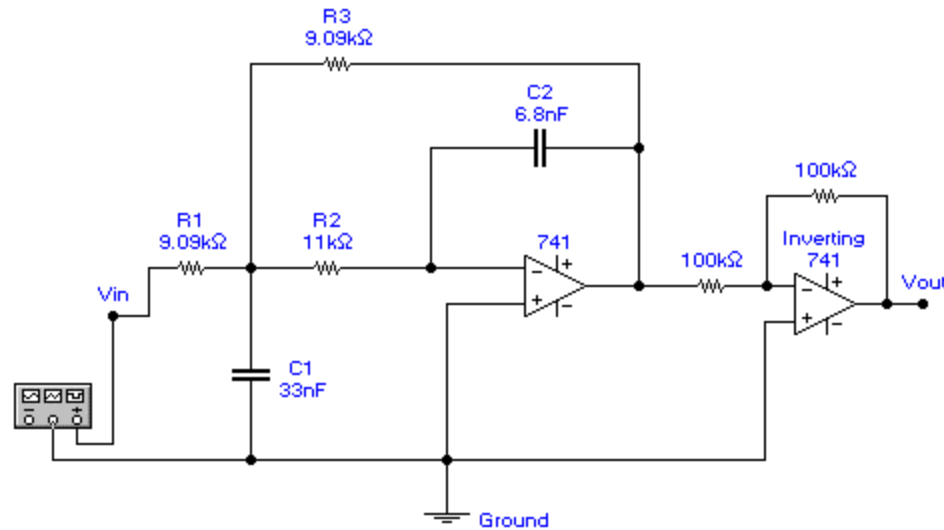 R3
9.09kΩ
C2
6.8nF
100kΩ
R1
9.09kΩ
R2
11kΩ
741
Inverting
741
100kΩ
Vin
Vout
C1
33nF
Ground